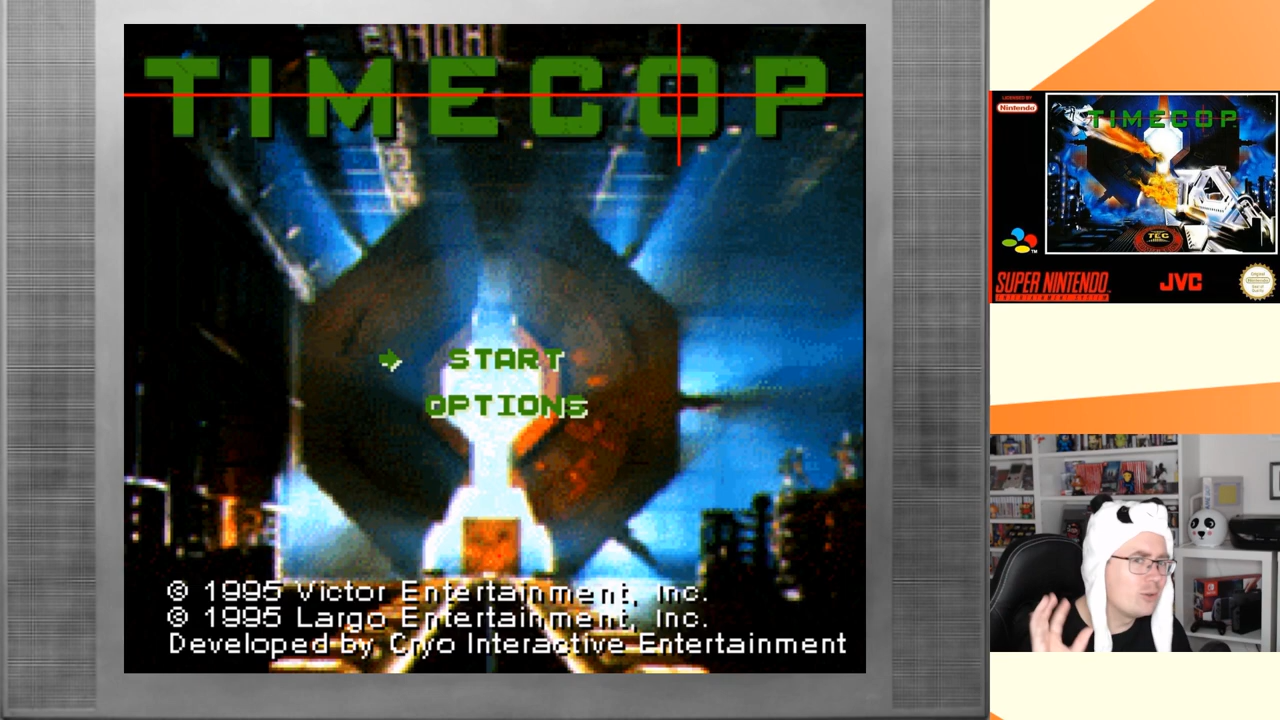 TIMECOP
START
OPTIONS
© 1995 Victor Entertainment, Inc.
© 1995 Largo Entertainment, Inc.
Developed by Cryo Interactive Entertainment
LICENSED BY
Nintendo
TIMECOP
TEC
SUPER NINTENDO
ENTERTAINMENT SYSTEM
JVC